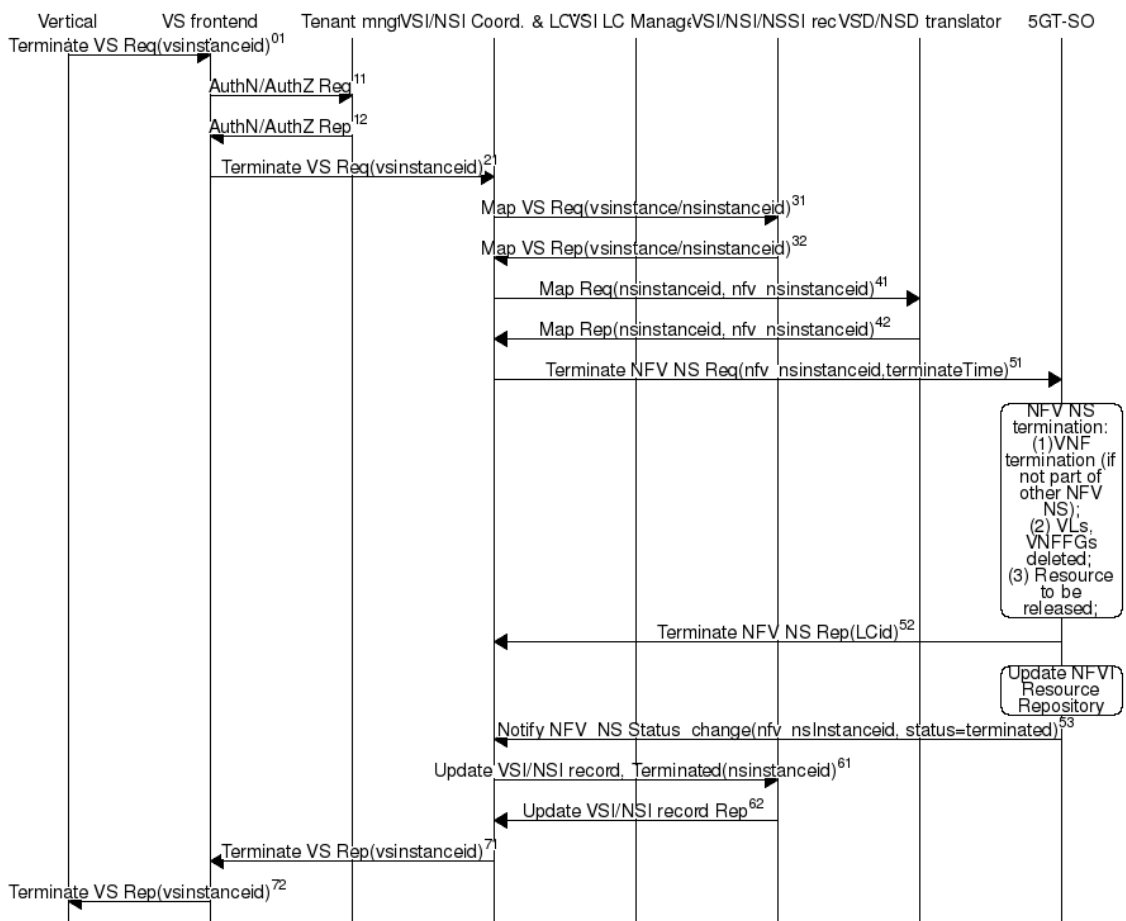 Vertical VS frontend Tenant mngt VSI/NSI Coord. & LC VSI LC Manage VSI/NSI/NSSI rec VSD/NSD translator 5GT-SO
Terminate VS Req(vsinstanceid)01
AuthN/AuthZ Req11
AuthN/AuthZ Rep12
Terminate VS Req(vsinstanceid)21
Map VS Req(vsinstance/nsinstanceid)31
Map VS Rep(vsinstance/nsinstanceid)32
Map Req(nsinstanceid, nfv_nsinstanceid)41
Map Rep(nsinstanceid, nfv_nsinstanceid)42
Terminate NFV NS Req(nfv_nsinstanceid,terminateTime)51
NFV NS
termination:
(1)VNF
termination (if
not part of
other NFV
NS);
(2) VLs,
VNFFGs
deleted;
(3) Resource
to be
released;
Terminate NFV NS Rep(LCid)52
Update NFVI
Resource
Repository
Notify NFV_NS Status_change(nfv_nsInstanceid, status=terminated)53
Update VSI/NSI record, Terminated(nsinstanceid)61
Update VSI/NSI record Rep62
Terminate VS Rep(vsinstanceid)71
Terminate VS Rep(vsinstanceid)72